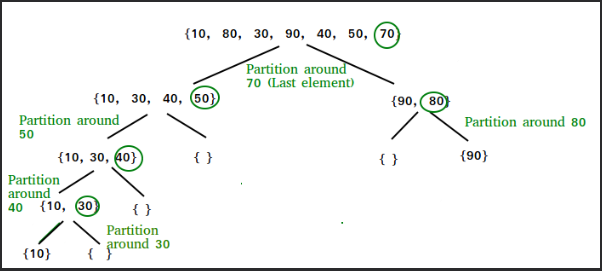 {10, 80, 30, 90, 40, 50, 70}
Partition around
70 (Last element)
{10, 30, 40, 50}
{90, 80}
Partition around
50
Partition around 80
{10, 30, 40}
{ }
{ }
{90}
Partition
around
40
{10, 30}
{ }
Partition
around 30
{10}
{ }